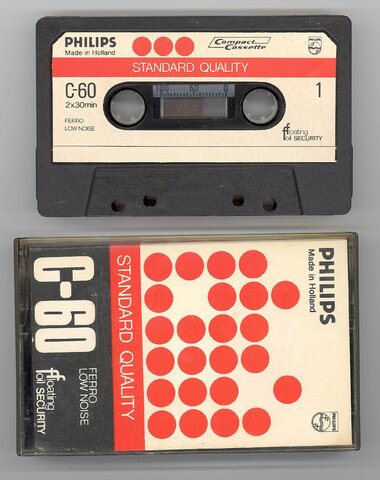 PHILIPS
Made in Holland
Compact
Cassette
PHILIPS
STANDARD QUALITY
C-60
2x30min
100 50 0
1
FERRO
LOW NOISE
floating
foil SECURITY
PHILIPS
Made in Holland
STANDARD QUALITY
C-60
FERRO
LOW NOISE
floating
foil SECURITY